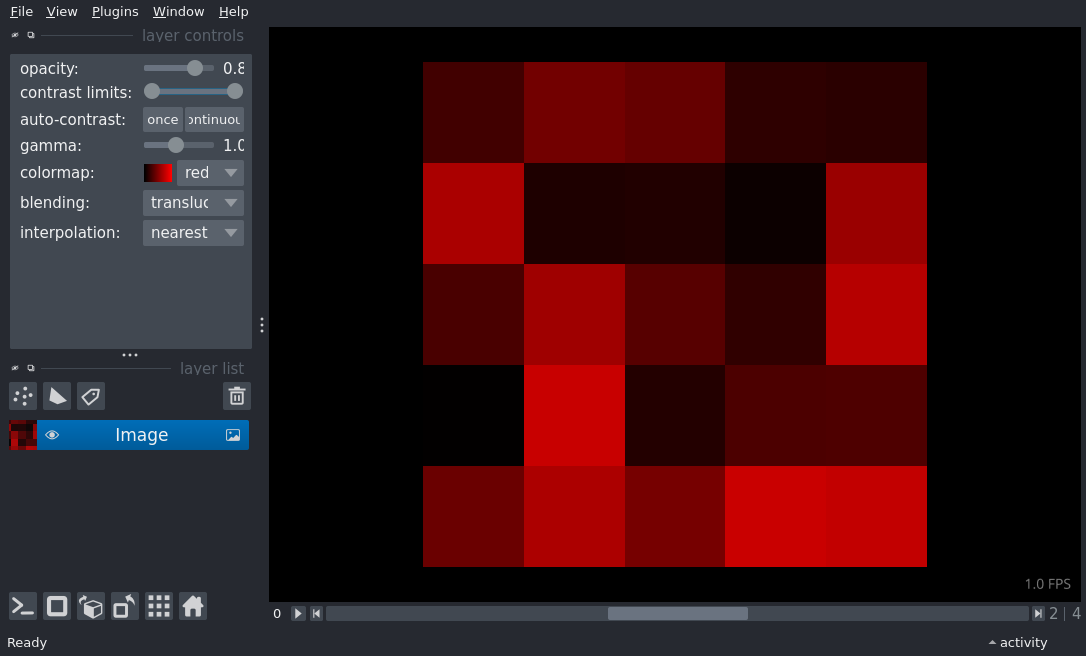 File View Plugins Window Help
layer controls
opacity: 0.8
contrast limits:
auto-contrast: once ontinuou
gamma: 1.0
colormap: red
blending: transluc
interpolation: nearest
layer list
Image
1.0 FPS
0 2 | 4
Ready activity